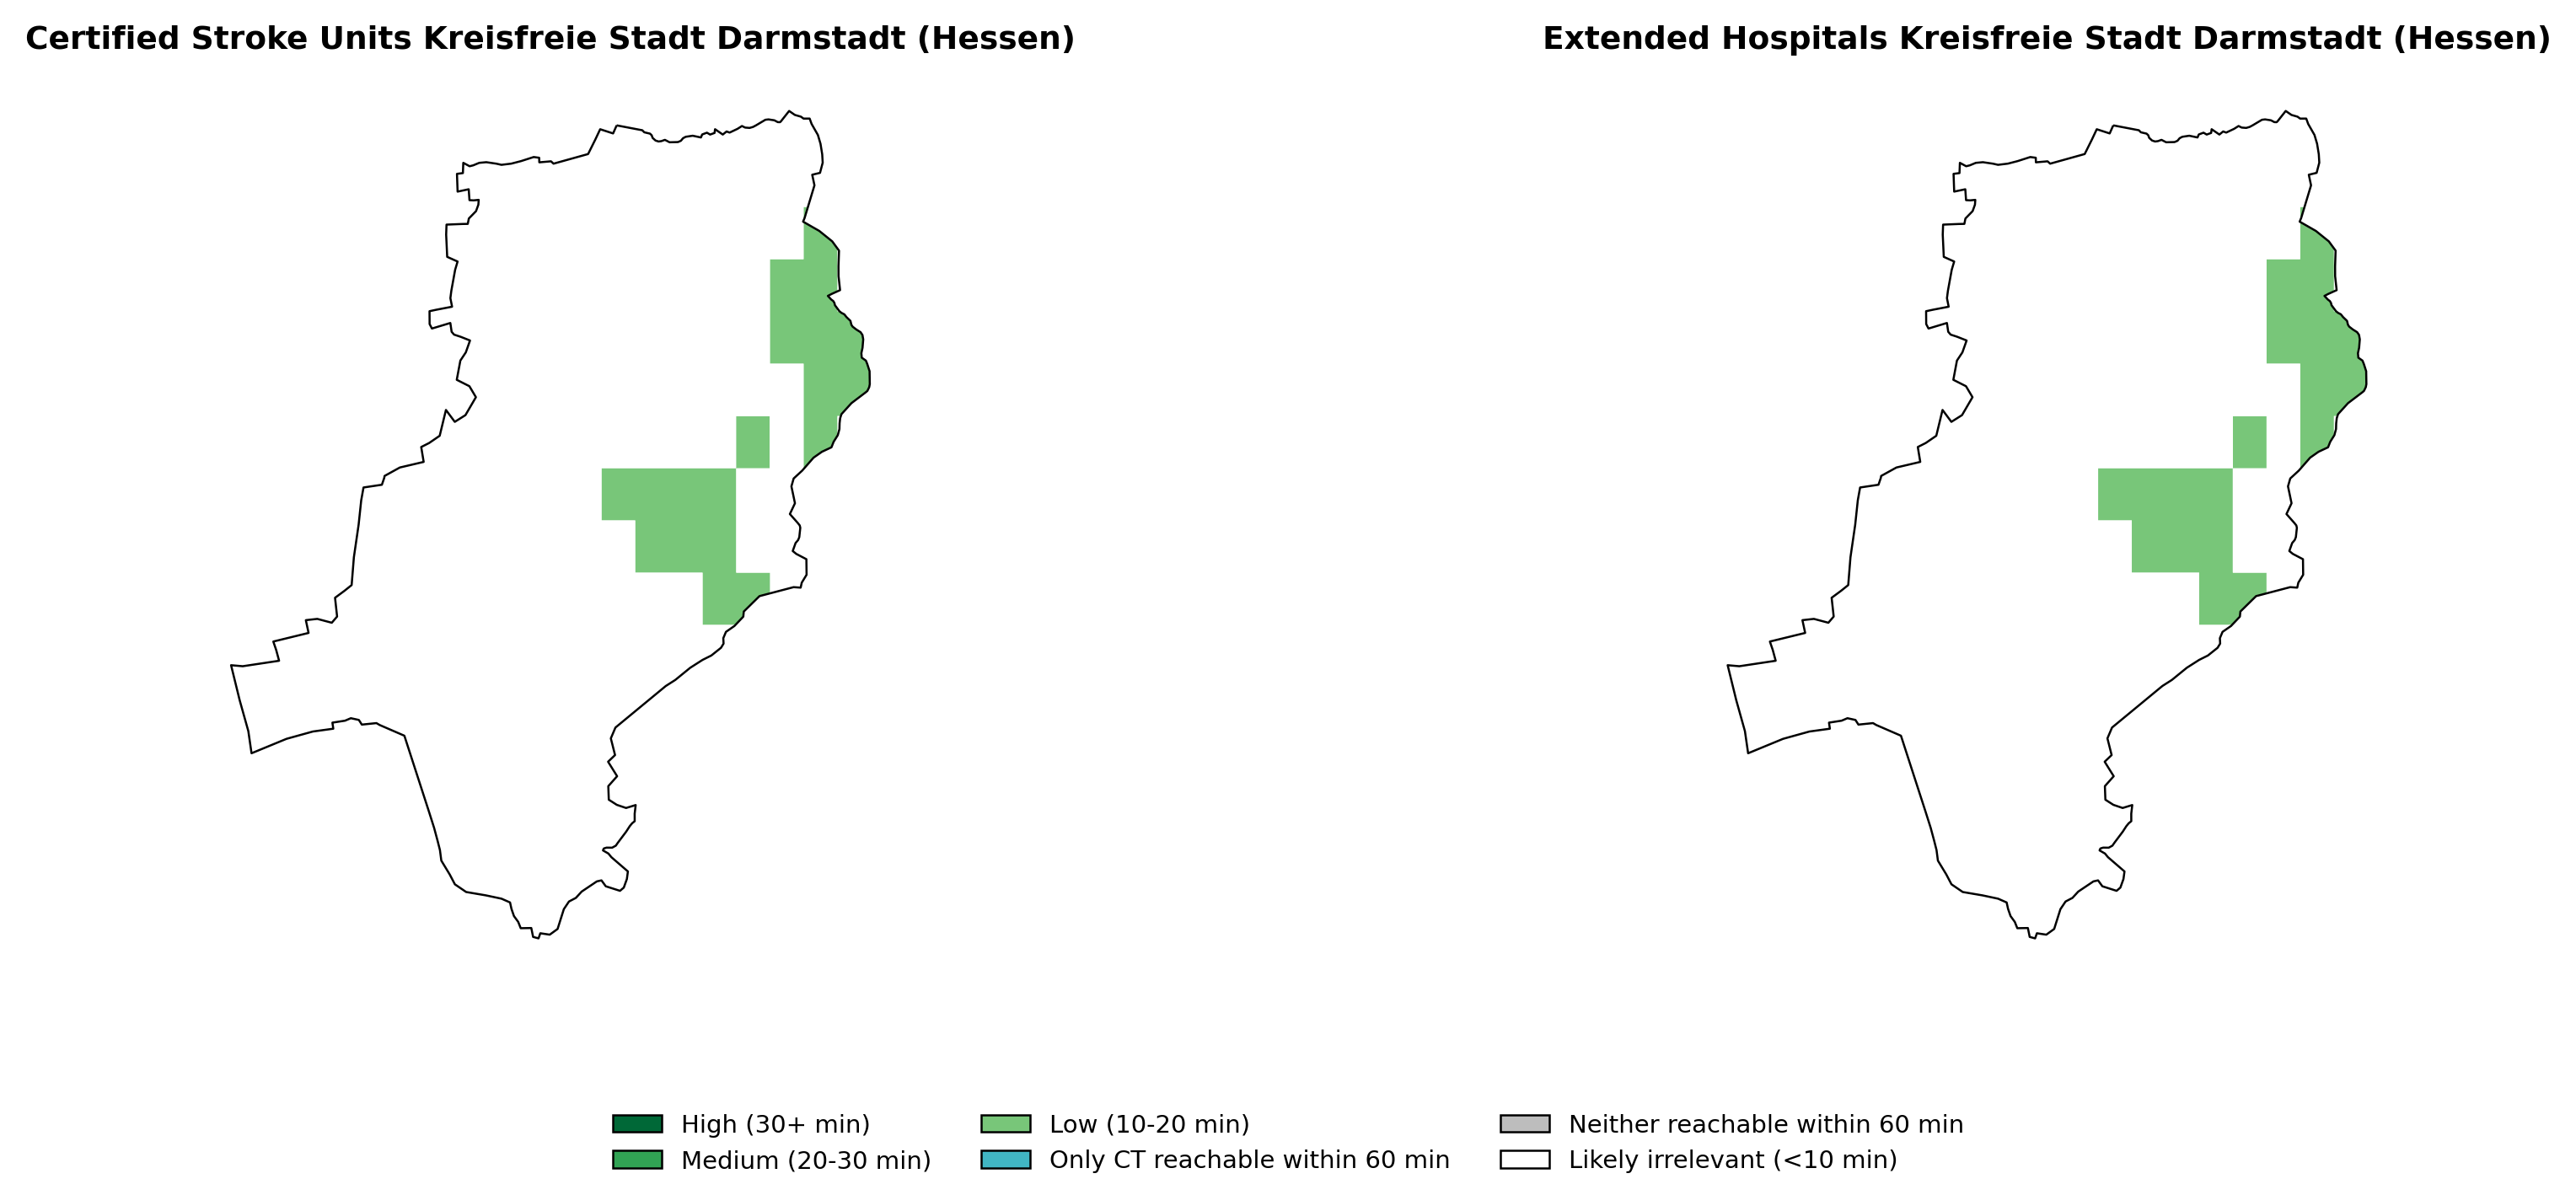 Certified Stroke Units Kreisfreie Stadt Darmstadt (Hessen)
Extended Hospitals Kreisfreie Stadt Darmstadt (Hessen)
High (30+ min)
Medium (20-30 min)
Low (10-20 min)
Only CT reachable within 60 min
Neither reachable within 60 min
Likely irrelevant (<10 min)